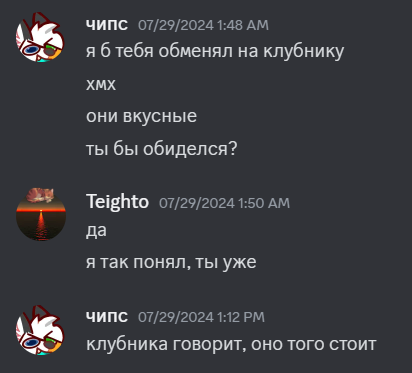 чипс 07/29/2024 1:48 AM
я б тебя обменял на клубнику
хмх
они вкусные
ты бы обиделся?
Teighto 07/29/2024 1:50 AM
да
я так понял, ты уже
чипс 07/29/2024 1:12 PM
клубника говорит, оно того стоит